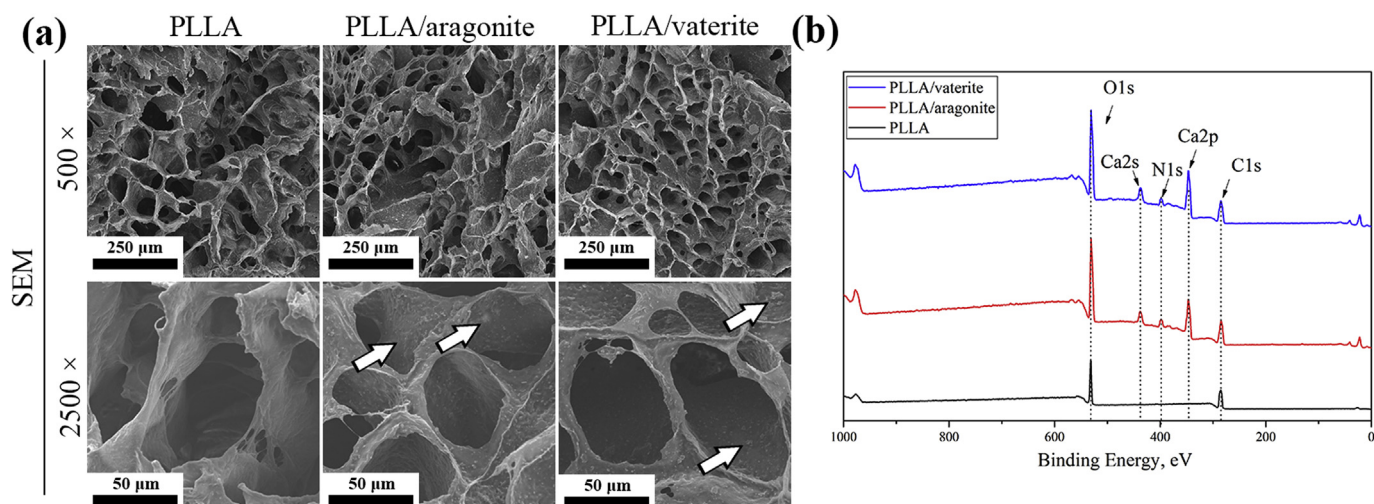 (a)
PLLA
PLLA/aragonite
PLLA/vaterite
SEM
500 ×
250 μm
250 μm
250 μm
2500 ×
50 μm
50 μm
50 μm
(b)
PLLA/vaterite
PLLA/aragonite
PLLA
O1s
Ca2s
N1s
Ca2p
C1s
1000 800 600 400 200 0
Binding Energy, eV